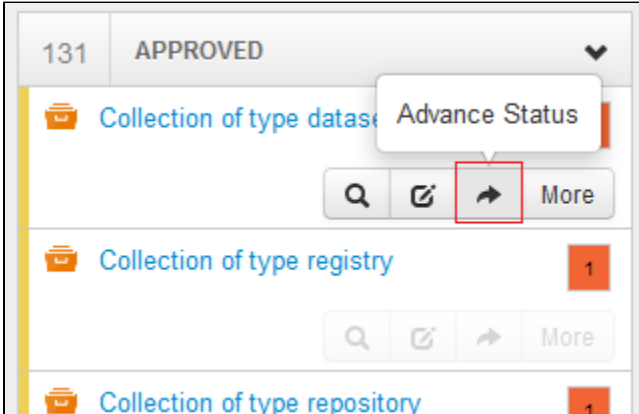 131 APPROVED
Collection of type datase
Advance Status
More
Collection of type registry
1
More
Collection of type repository
1